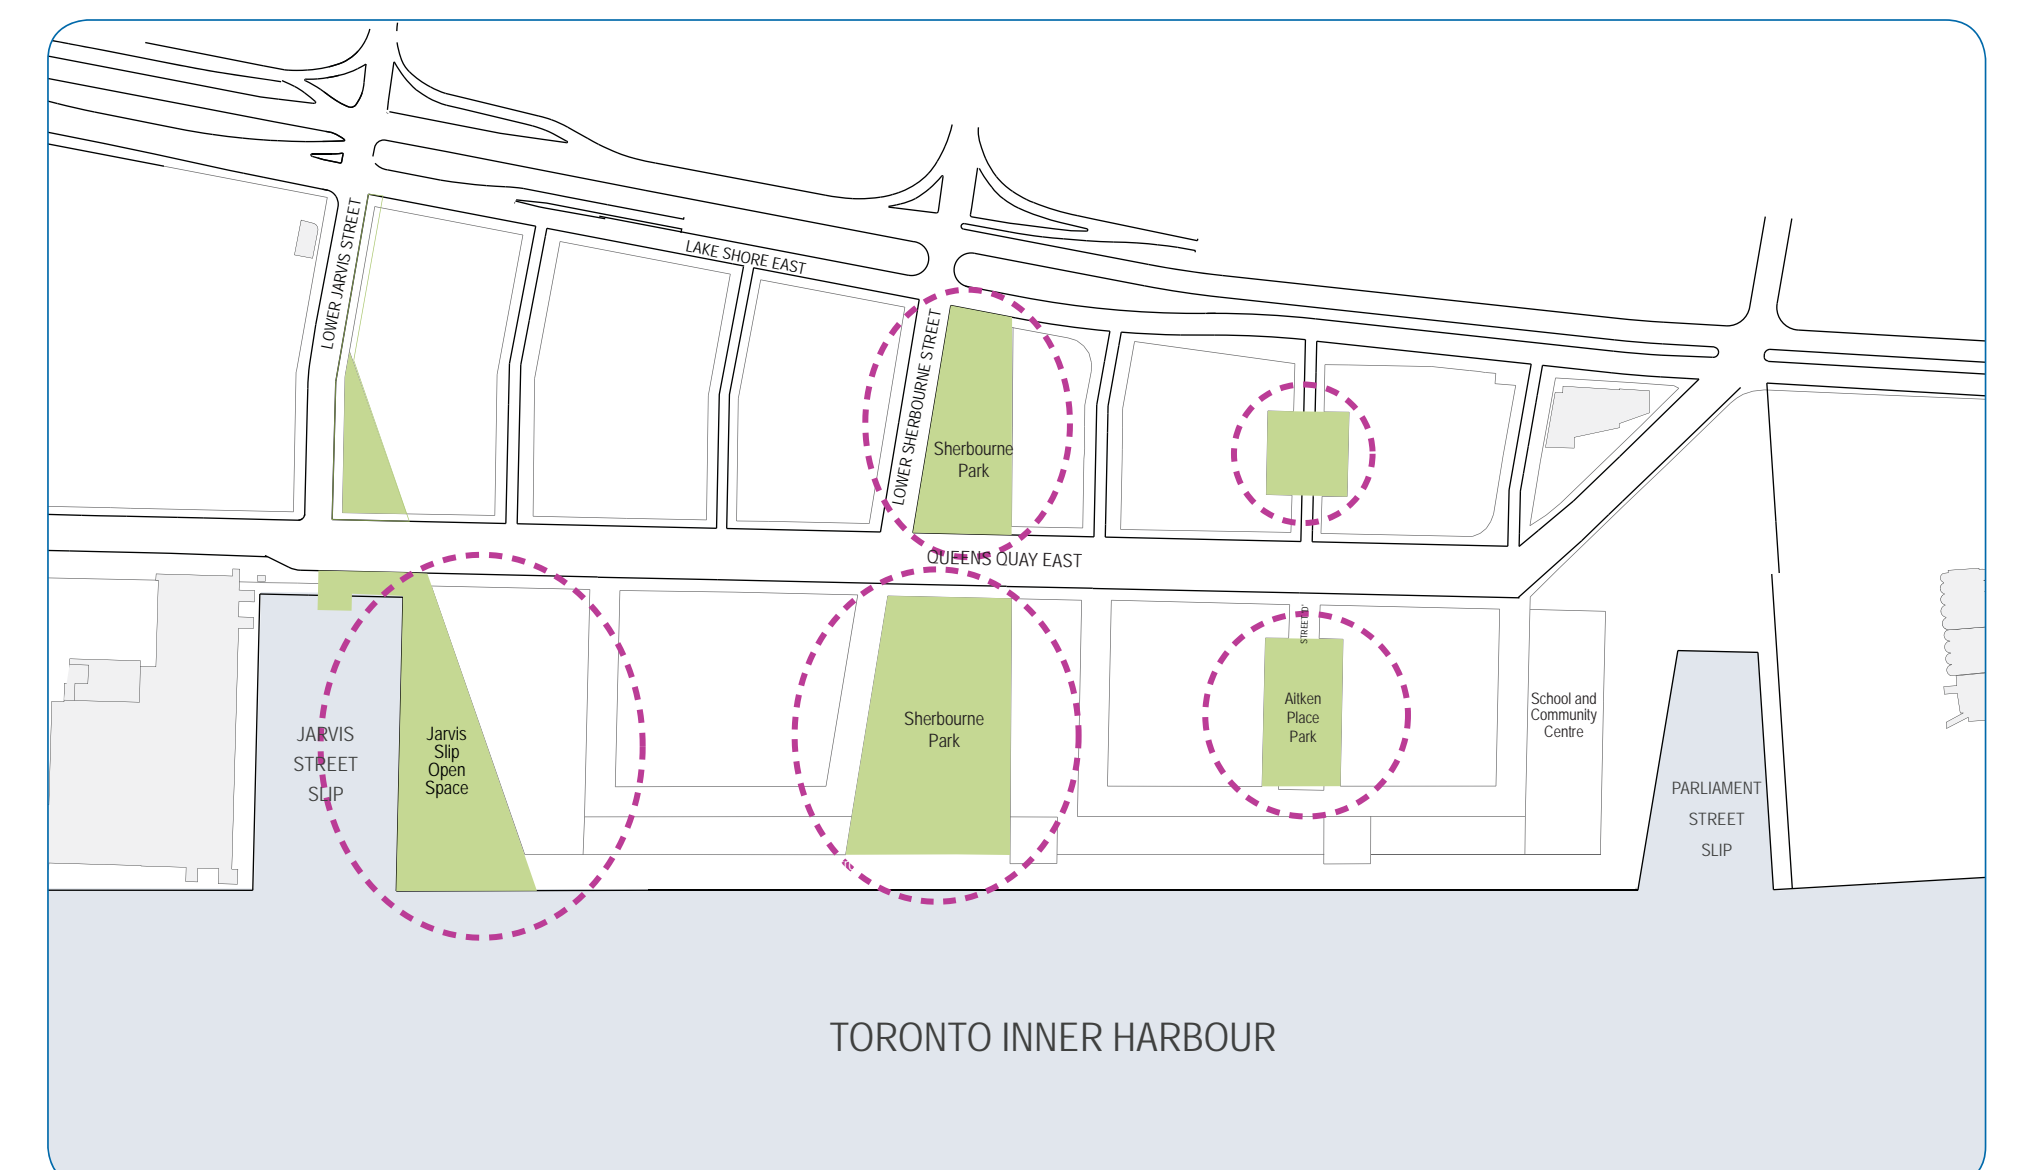 LOWER JARVIS STREET
LAKE SHORE EAST
LOWER SHERBOURNE STREET
Sherbourne
Park
QUEENS QUAY EAST
JARVIS
STREET
SLIP
Jarvis
Slip
Open
Space
Sherbourne
Park
Aitken
Place
Park
School and
Community
Centre
PARLIAMENT
STREET
SLIP
TORONTO INNER HARBOUR